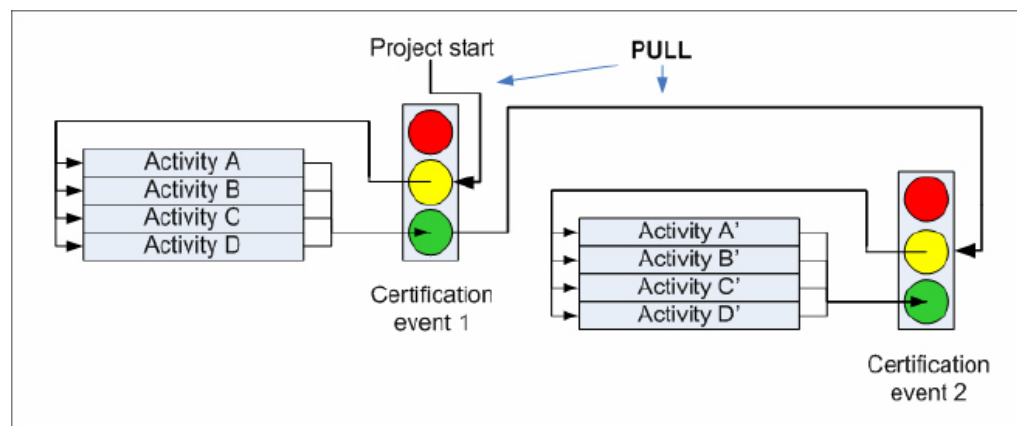 Project start
PULL
Activity A
Activity B
Activity C
Activity D
Certification
event 1
Activity A'
Activity B'
Activity C'
Activity D'
Certification
event 2